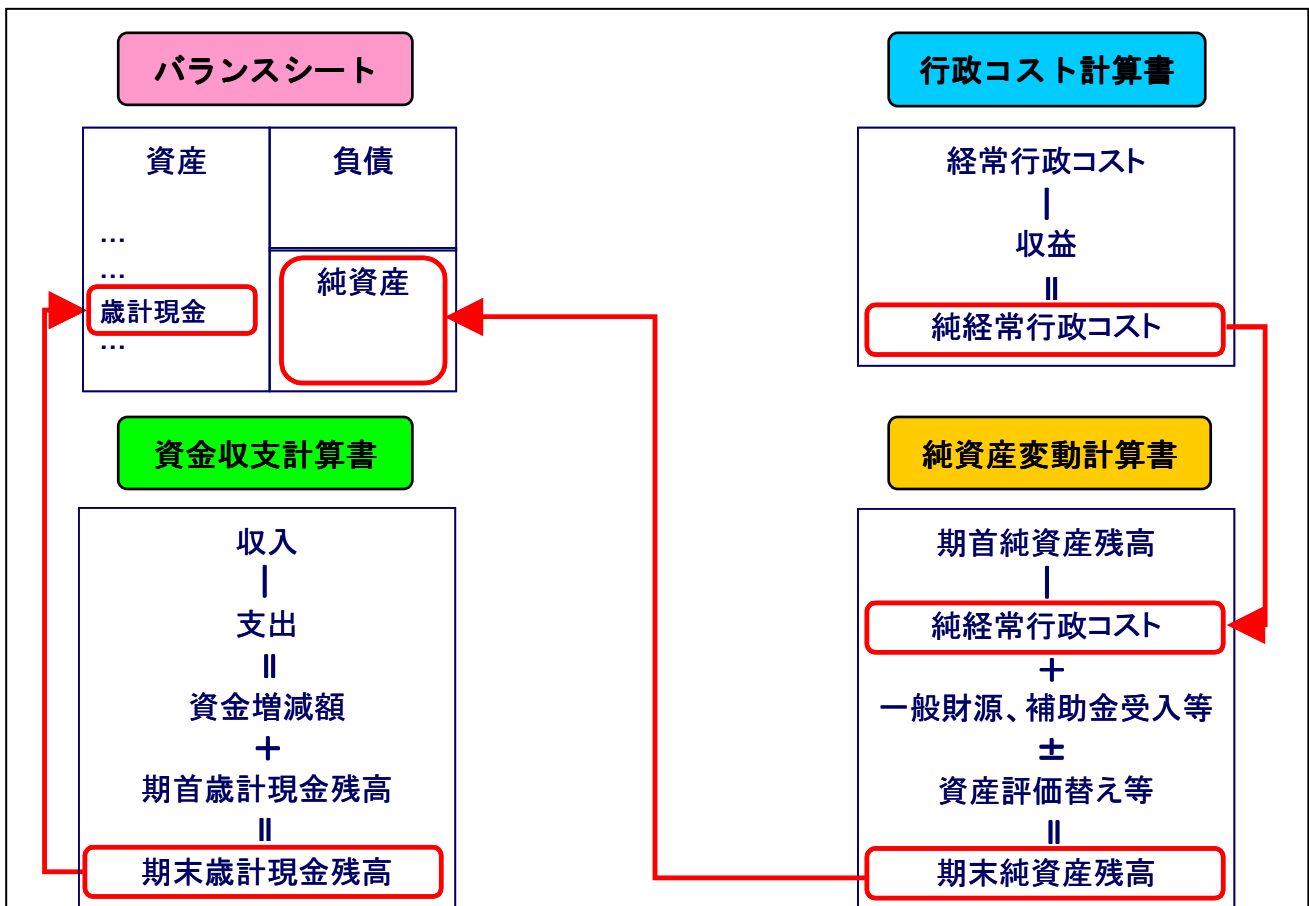 バランスシート
資産
負債
…
…
歳計現金
…
純資産
行政コスト計算書
経常行政コスト
－
収益
＝
純経常行政コスト
資金収支計算書
収入
－
支出
＝
資金増減額
＋
期首歳計現金残高
＝
期末歳計現金残高
純資産変動計算書
期首純資産残高
－
純経常行政コスト
＋
一般財源、補助金受入等
±
資産評価替え等
＝
期末純資産残高